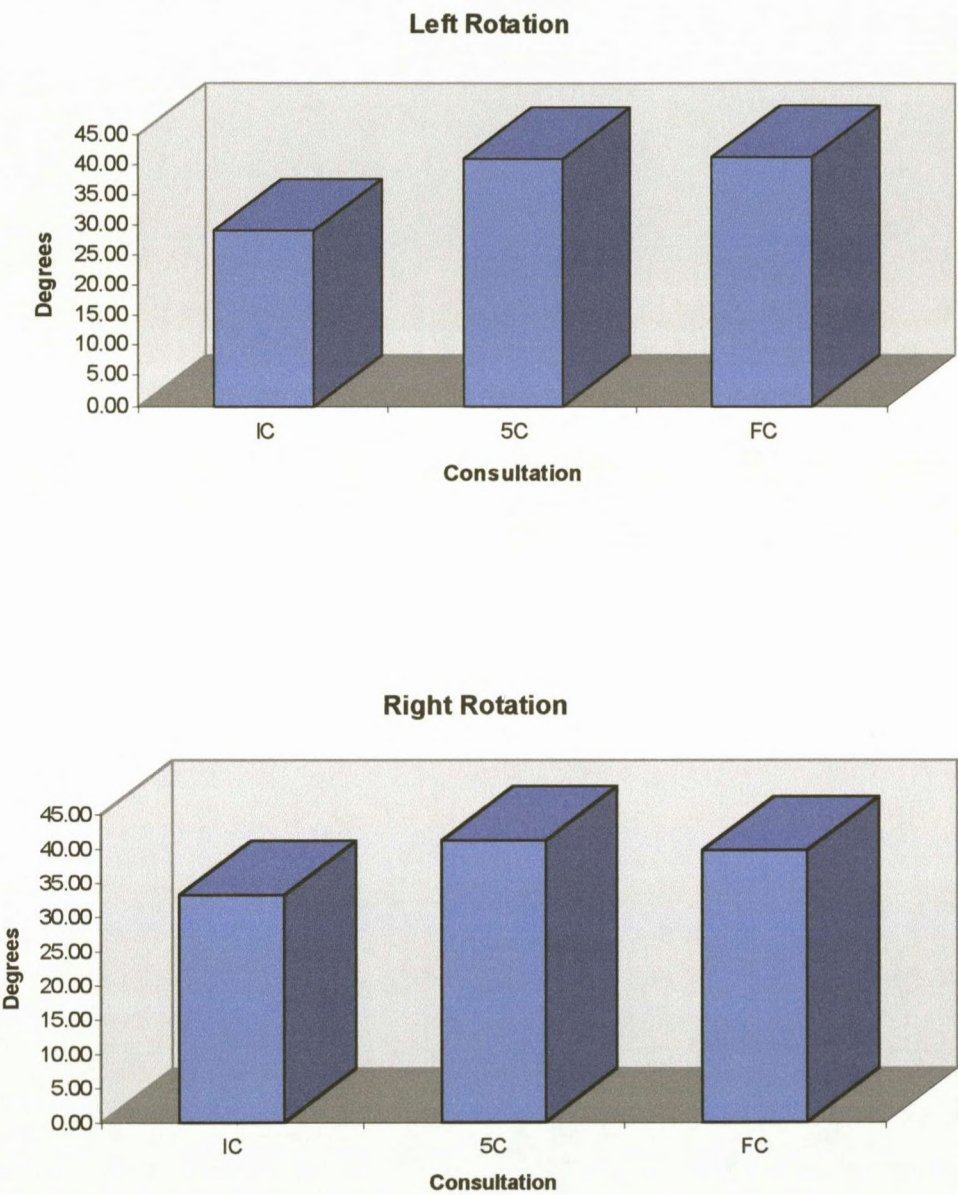 Left Rotation
45.00
40.00
35.00
30.00
25.00
20.00
15.00
10.00
5.00
0.00
Degrees
IC
5C
FC
Consultation
Right Rotation
45.00
40.00
35.00
30.00
25.00
20.00
15.00
10.00
5.00
0.00
Degrees
IC
5C
FC
Consultation